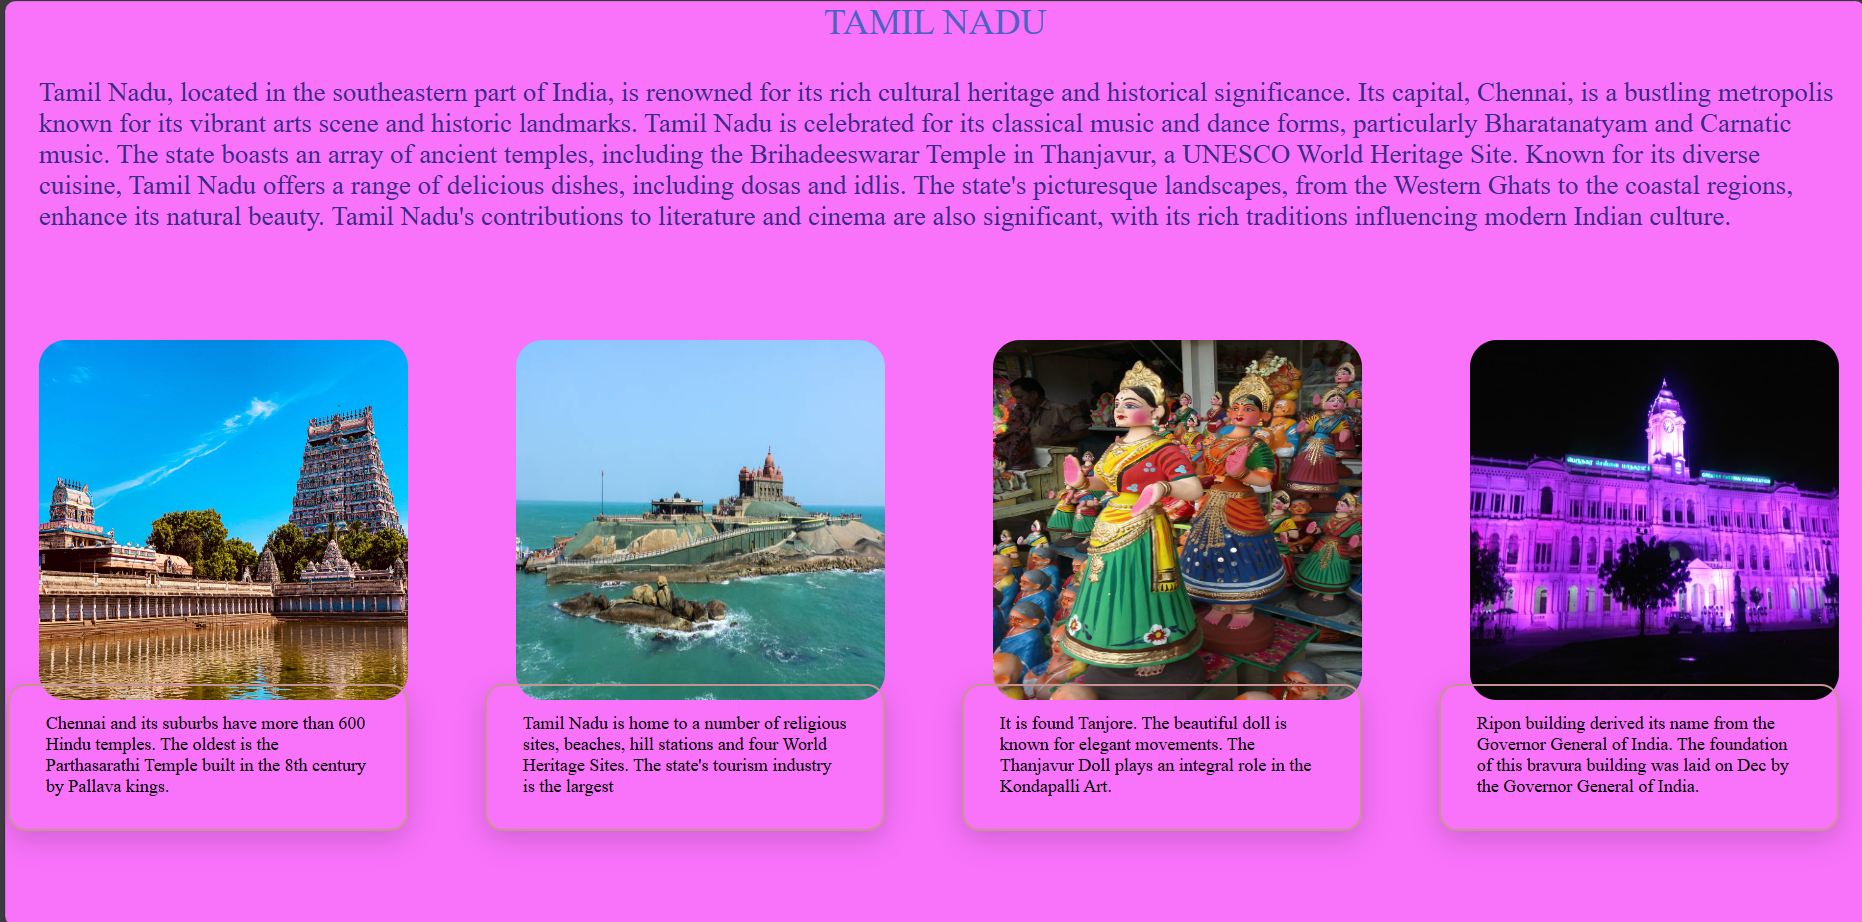 TAMIL NADU
Tamil Nadu, located in the southeastern part of India, is renowned for its rich cultural heritage and historical significance. Its capital, Chennai, is a bustling metropolis
known for its vibrant arts scene and historic landmarks. Tamil Nadu is celebrated for its classical music and dance forms, particularly Bharatanatyam and Carnatic
music. The state boasts an array of ancient temples, including the Brihadeeswarar Temple in Thanjavur, a UNESCO World Heritage Site. Known for its diverse
cuisine, Tamil Nadu offers a range of delicious dishes, including dosas and idlis. The state's picturesque landscapes, from the Western Ghats to the coastal regions,
enhance its natural beauty. Tamil Nadu's contributions to literature and cinema are also significant, with its rich traditions influencing modern Indian culture.
Chennai and its suburbs have more than 600
Hindu temples. The oldest is the
Parthasarathi Temple built in the 8th century
by Pallava kings.
Tamil Nadu is home to a number of religious
sites, beaches, hill stations and four World
Heritage Sites. The state's tourism industry
is the largest
It is found Tanjore. The beautiful doll is
known for elegant movements. The
Thanjavur Doll plays an integral role in the
Kondapalli Art.
Ripon building derived its name from the
Governor General of India. The foundation
of this bravura building was laid on Dec by
the Governor General of India.